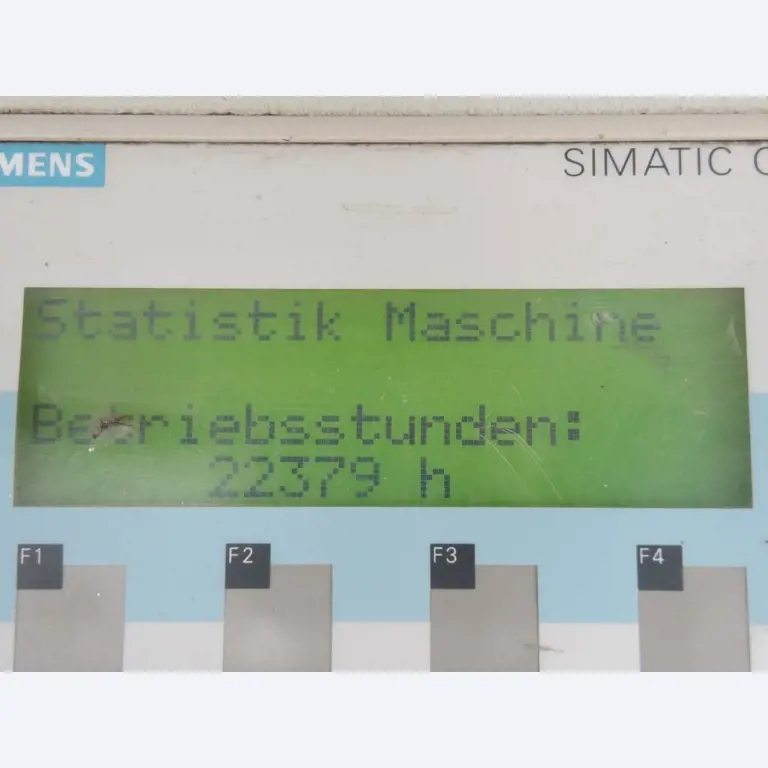 MENS
SIMATIC
Statistik Maschine
Betriebsstunden:
22379 h
F1
F2
F3
F4